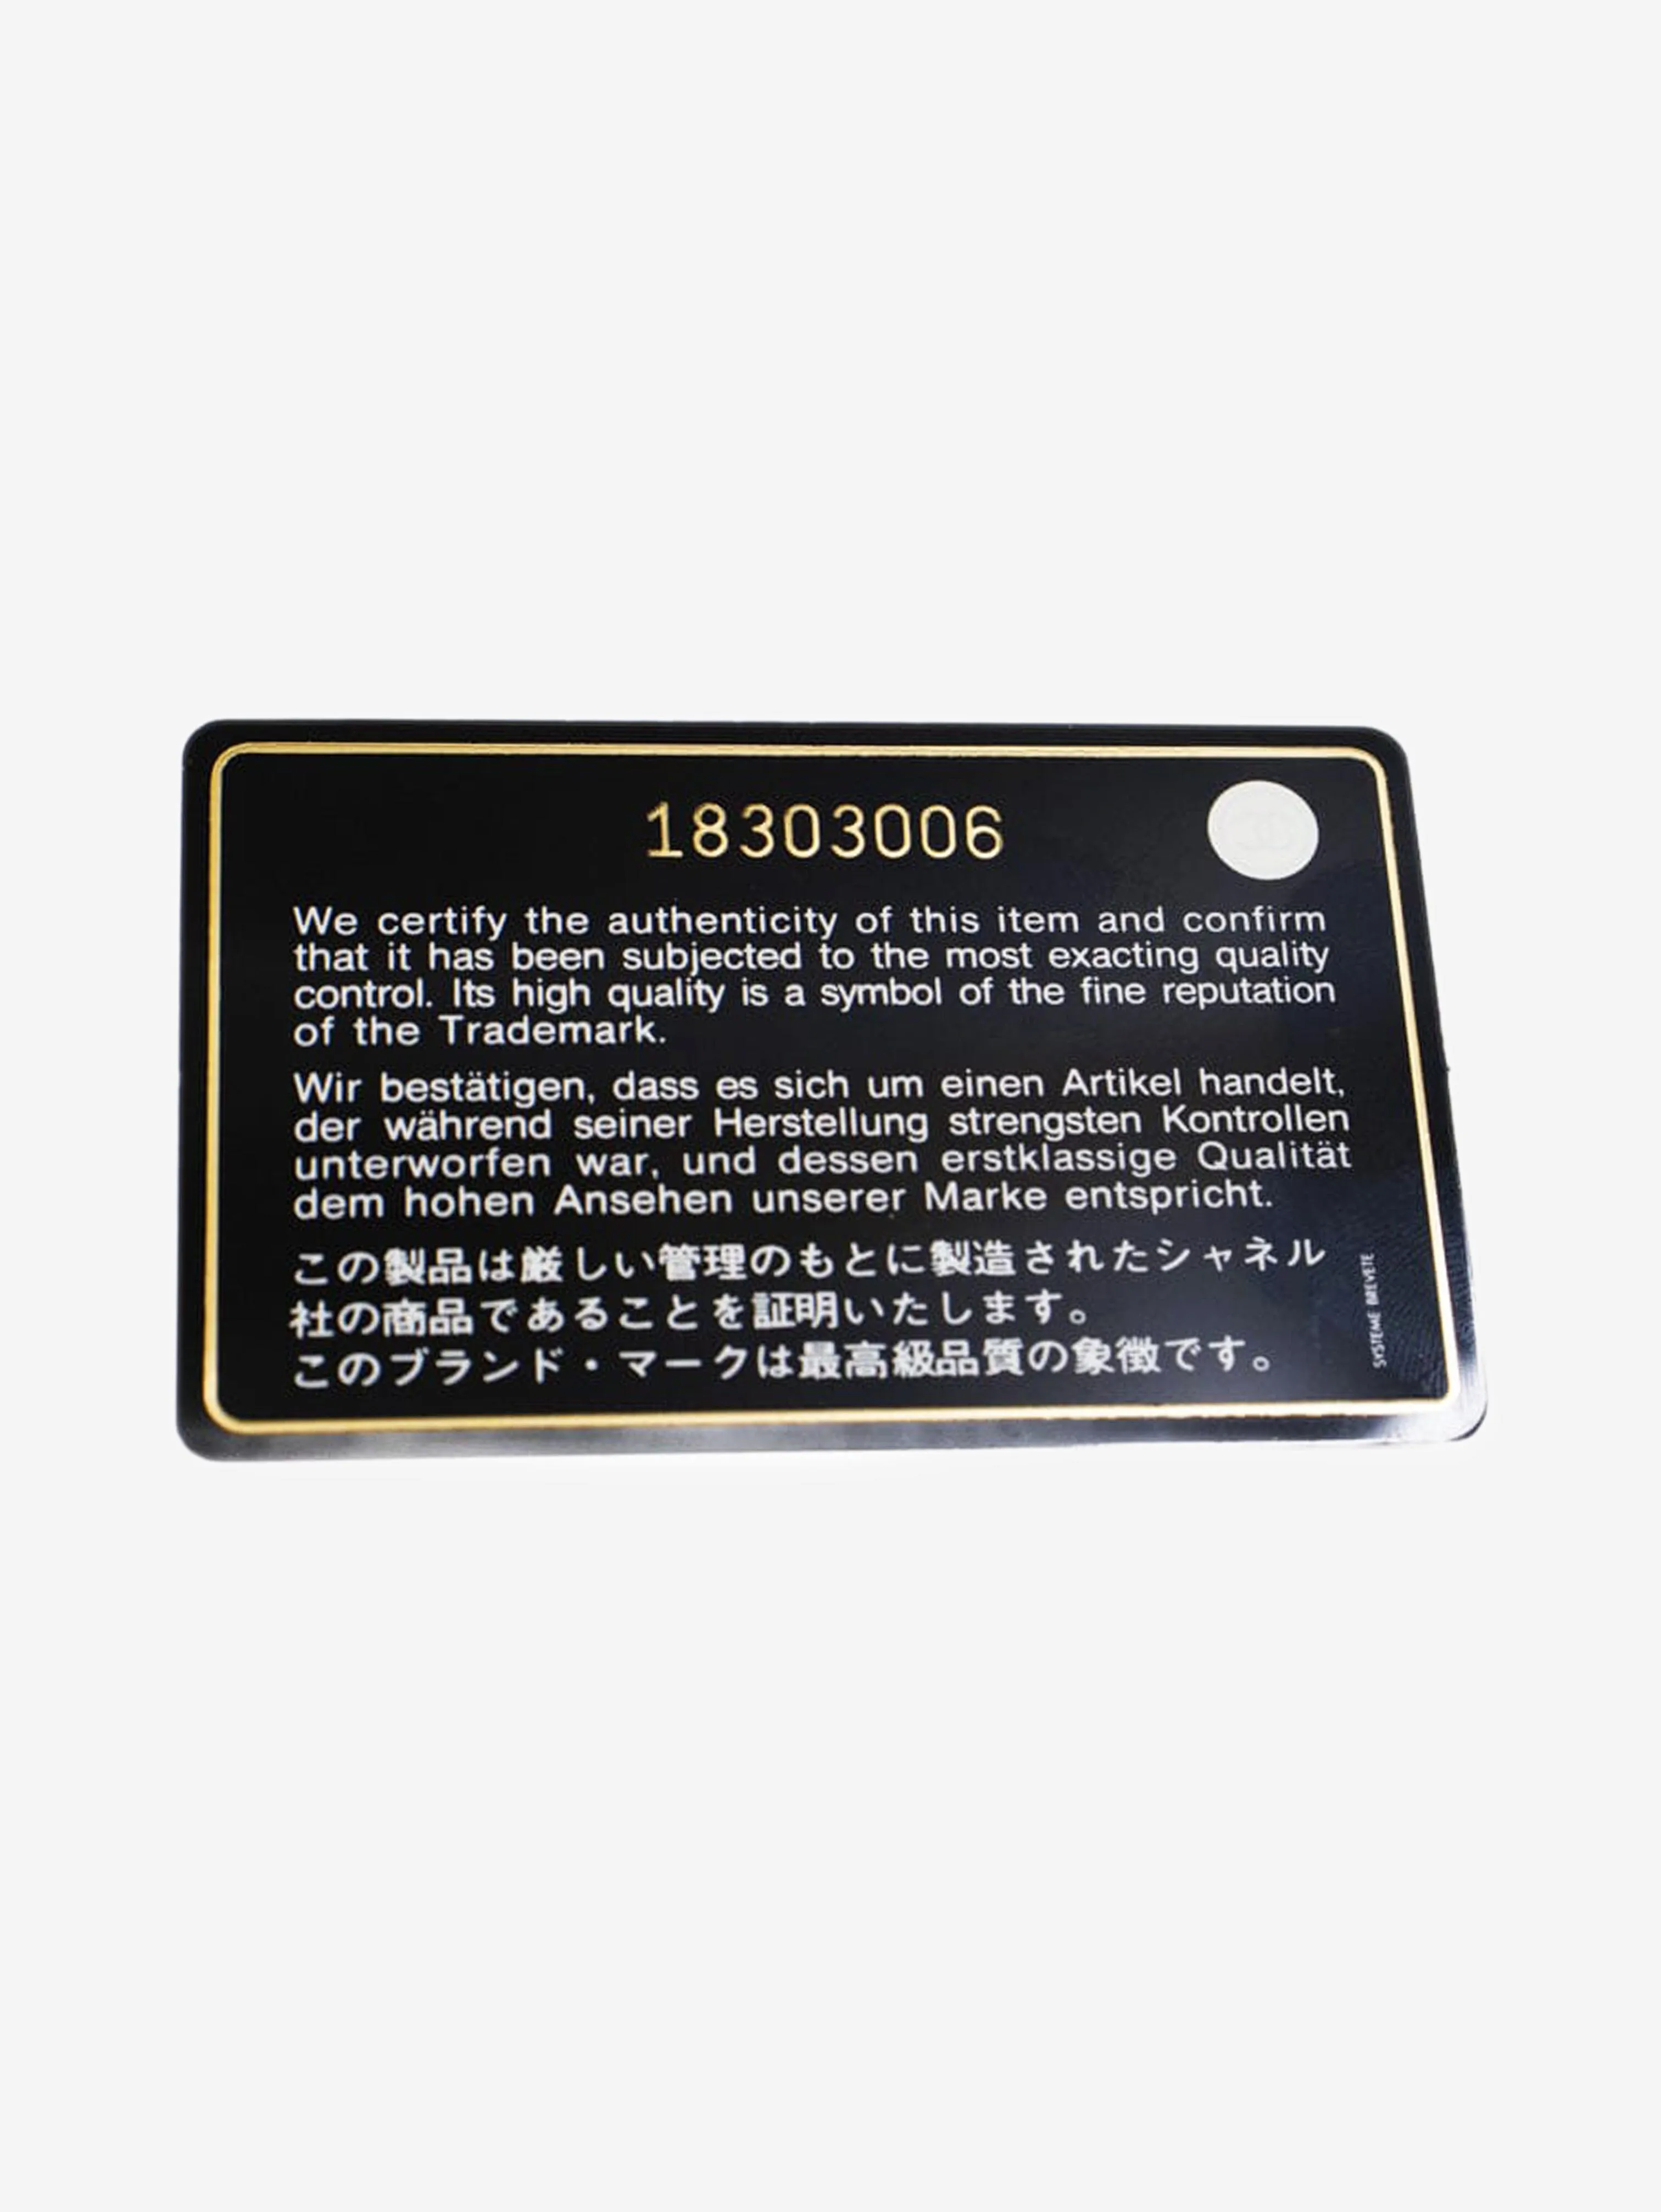 18303006
We certify the authenticity of this item and confirm
that it has been subjected to the most exacting quality
control. Its high quality is a symbol of the fine reputation
of the Trademark.
Wir bestätigen, dass es sich um einen Artikel handelt,
der während seiner Herstellung strengsten Kontrollen
unterworfen war, und dessen erstklassige Qualität
dem hohen Ansehen unserer Marke entspricht.
この製品は厳しい管理のもとに製造されたシャネル
社の商品であることを証明いたします。
このブランド・マークは最高級品質の象徴です。
SYSTEME BREVETE